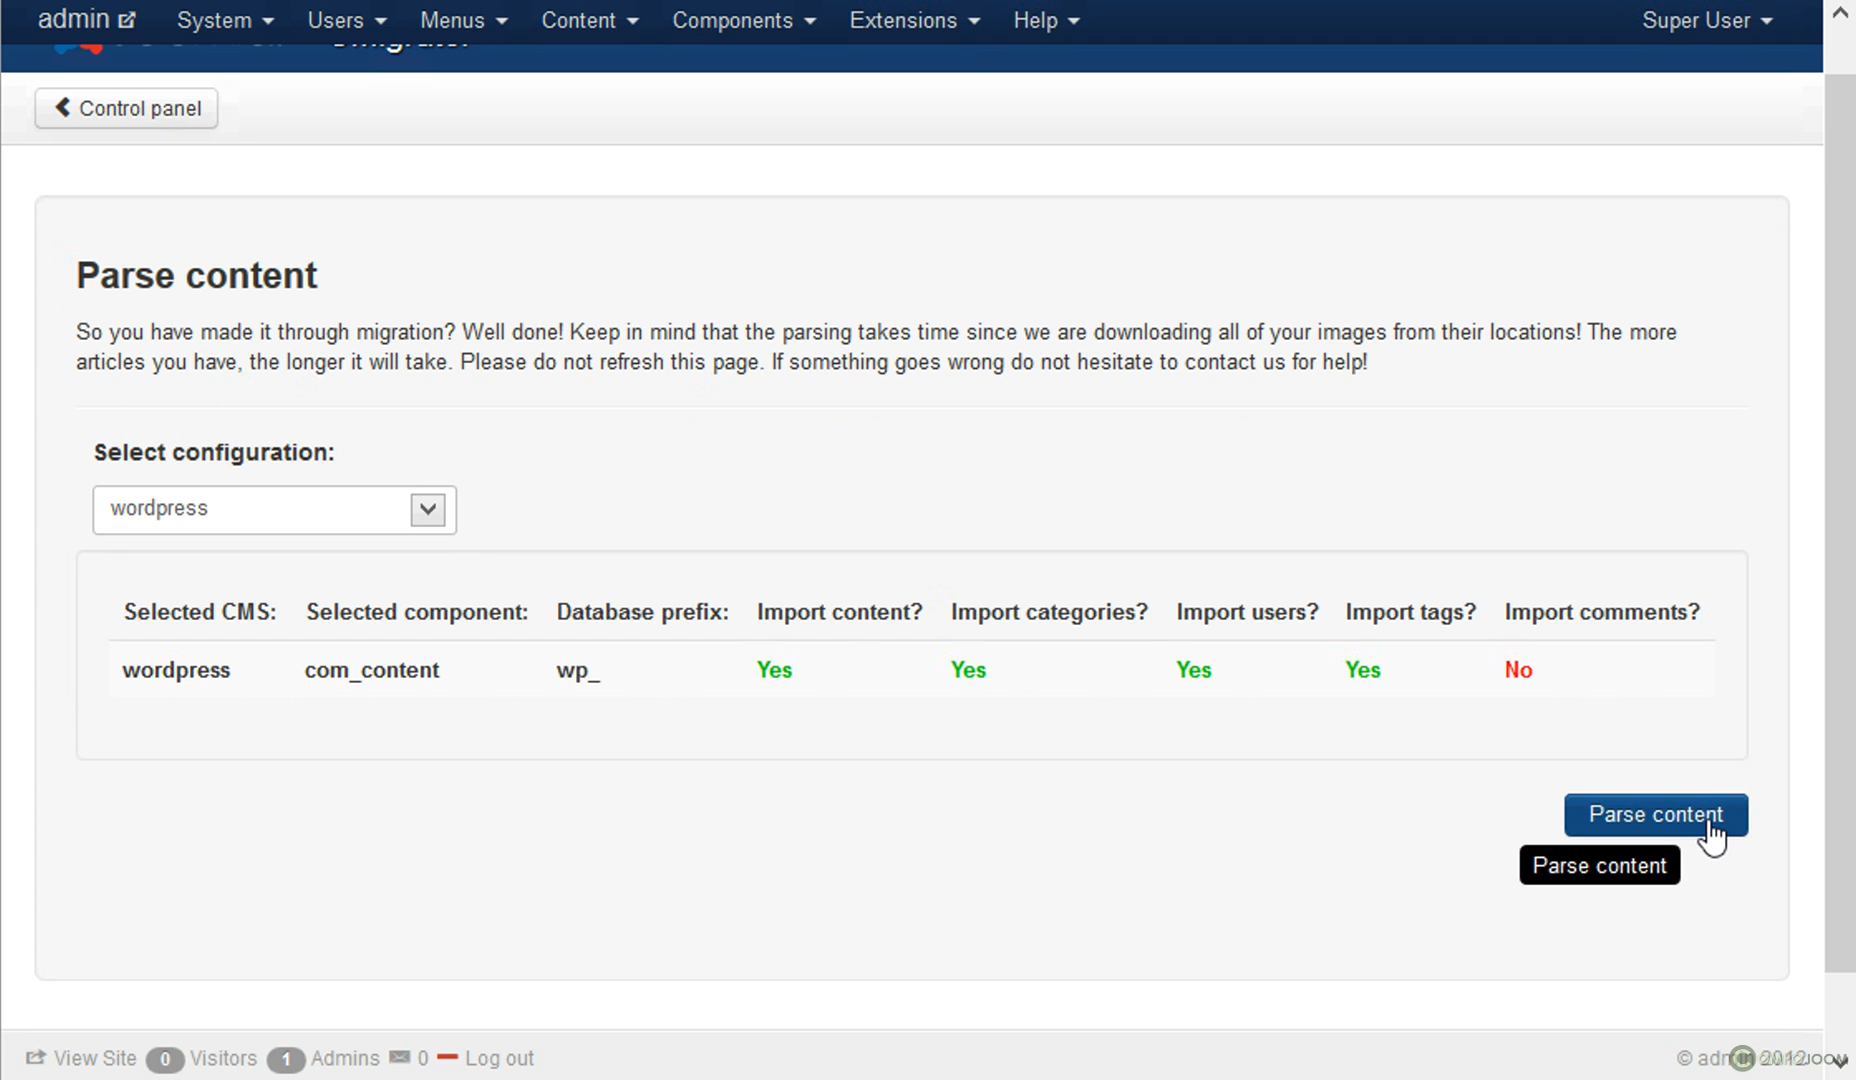 admin System Users Menus Content Components Extensions Help Super User
Control panel
Parse content
So you have made it through migration? Well done! Keep in mind that the parsing takes time since we are downloading all of your images from their locations! The more
articles you have, the longer it will take. Please do not refresh this page. If something goes wrong do not hesitate to contact us for help!
Select configuration:
wordpress
Selected CMS: Selected component: Database prefix: Import content? Import categories? Import users? Import tags? Import comments?
wordpress com_content wp_ Yes Yes Yes Yes No
Parse content
Parse content
View Site 0 Visitors 1 Admins 0 Log out © admin 2012